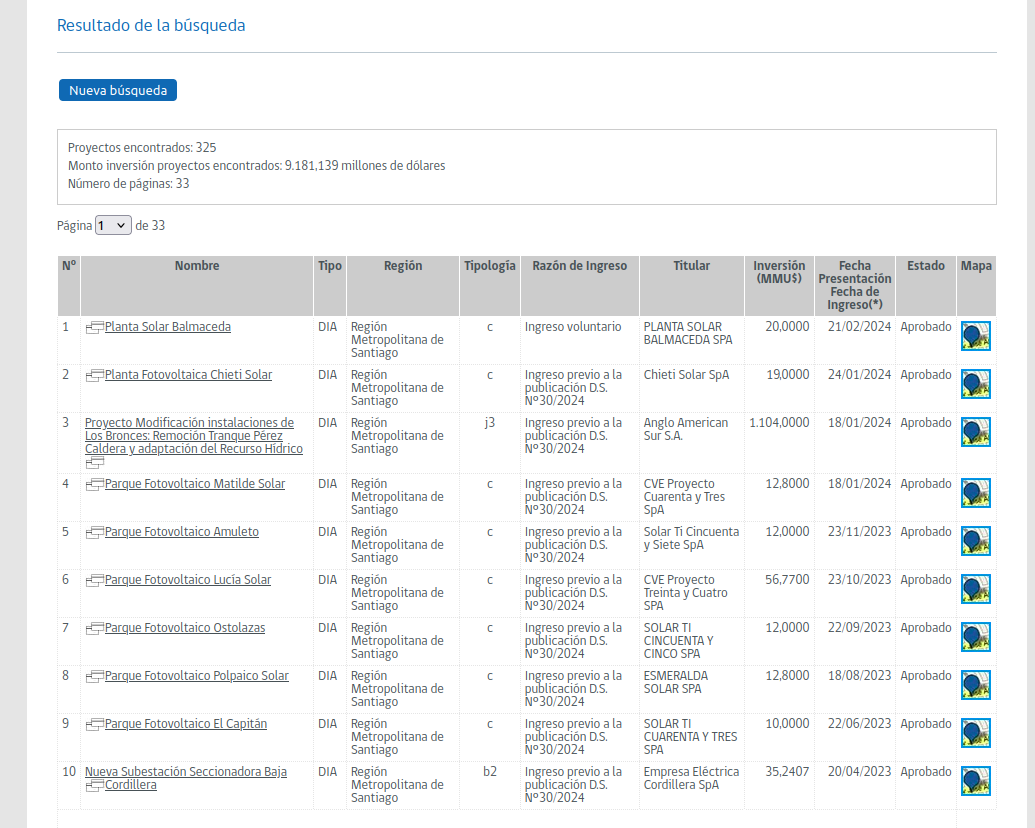 Resultado de la búsqueda
Nueva búsqueda
Proyectos encontrados: 325
Monto inversión proyectos encontrados: 9.181,139 millones de dólares
Número de páginas: 33
Página 1 de 33
Nº Nombre Tipo Región Tipología Razón de Ingreso Titular Inversión (MMU$) Fecha Presentación Fecha de Ingreso(*) Estado Mapa
1 Planta Solar Balmaceda DIA Región Metropolitana de Santiago c Ingreso voluntario PLANTA SOLAR BALMACEDA SPA 20,0000 21/02/2024 Aprobado
2 Planta Fotovoltaica Chieti Solar DIA Región Metropolitana de Santiago c Ingreso previo a la publicación D.S. Nº30/2024 Chieti Solar SpA 19,0000 24/01/2024 Aprobado
3 Proyecto Modificación instalaciones de Los Bronces: Remoción Tranque Pérez Caldera y adaptación del Recurso Hídrico DIA Región Metropolitana de Santiago j3 Ingreso previo a la publicación D.S. Nº30/2024 Anglo American Sur S.A. 1.104,0000 18/01/2024 Aprobado
4 Parque Fotovoltaico Matilde Solar DIA Región Metropolitana de Santiago c Ingreso previo a la publicación D.S. Nº30/2024 CVE Proyecto Cuarenta y Tres SpA 12,8000 18/01/2024 Aprobado
5 Parque Fotovoltaico Amuleto DIA Región Metropolitana de Santiago c Ingreso previo a la publicación D.S. Nº30/2024 Solar Ti Cincuenta y Siete SpA 12,0000 23/11/2023 Aprobado
6 Parque Fotovoltaico Lucía Solar DIA Región Metropolitana de Santiago c Ingreso previo a la publicación D.S. Nº30/2024 CVE Proyecto Treinta y Cuatro SPA 56,7700 23/10/2023 Aprobado
7 Parque Fotovoltaico Ostolazas DIA Región Metropolitana de Santiago c Ingreso previo a la publicación D.S. Nº30/2024 SOLAR TI CINCUENTA Y CINCO SPA 12,0000 22/09/2023 Aprobado
8 Parque Fotovoltaico Polpaico Solar DIA Región Metropolitana de Santiago c Ingreso previo a la publicación D.S. Nº30/2024 ESMERALDA SOLAR SPA 12,8000 18/08/2023 Aprobado
9 Parque Fotovoltaico El Capitán DIA Región Metropolitana de Santiago c Ingreso previo a la publicación D.S. Nº30/2024 SOLAR TI CUARENTA Y TRES SPA 10,0000 22/06/2023 Aprobado
10 Nueva Subestación Seccionadora Baja Cordillera DIA Región Metropolitana de Santiago b2 Ingreso previo a la publicación D.S. Nº30/2024 Empresa Eléctrica Cordillera SpA 35,2407 20/04/2023 Aprobado